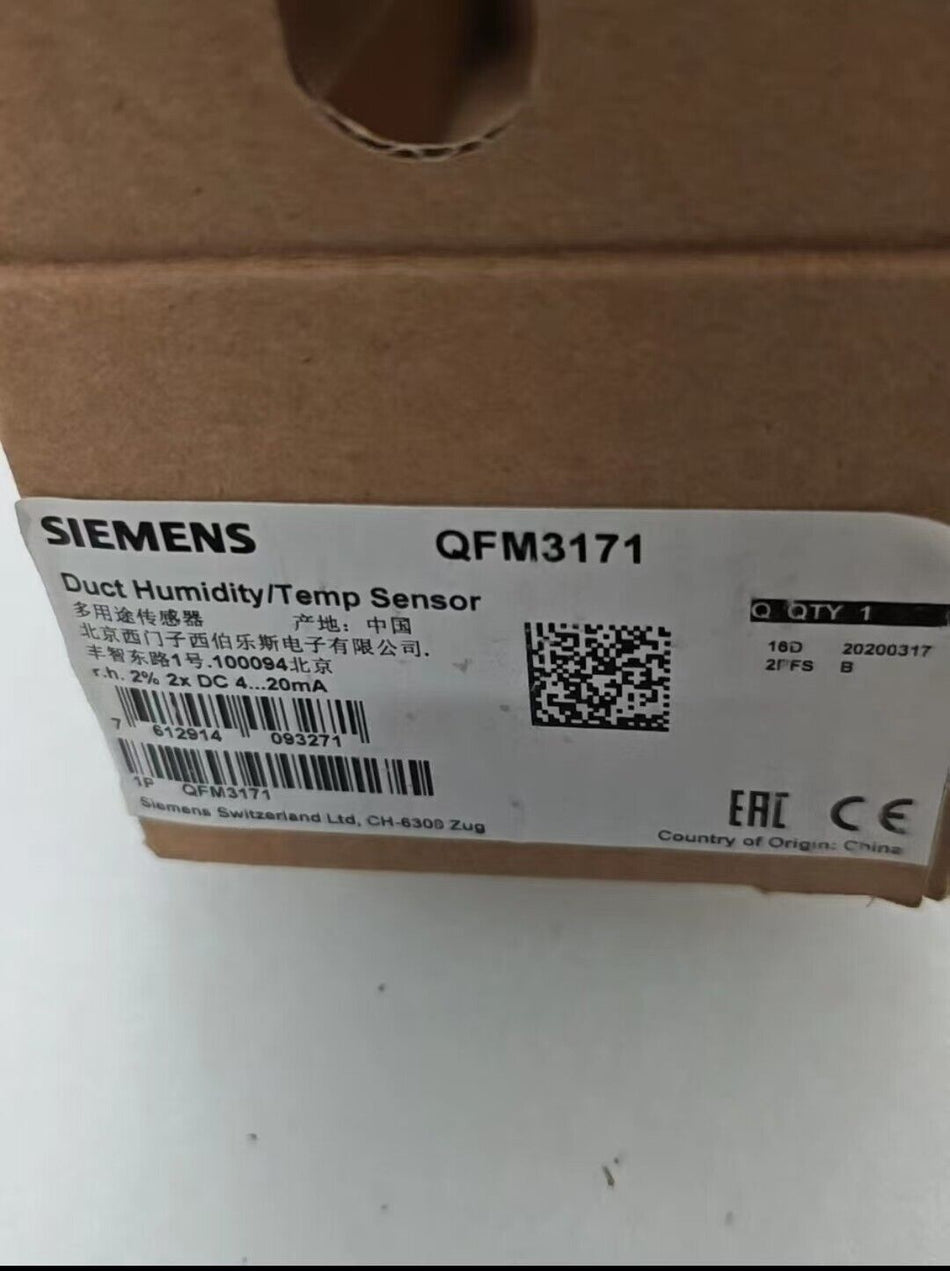 SIEMENS QFM3171
Duct Humidity/Temp Sensor
多用途传感器 产地：中国
北京西门子西伯乐斯电子有限公司.
丰智东路1号.100094北京
r.h. 2% 2x DC 4...20mA
Q QTY 1
16D 20200317
2PFS B
7 612914 093271
1P QFM3171
Siemens Switzerland Ltd, CH-6300 Zug
EAC CE
Country of Origin: China